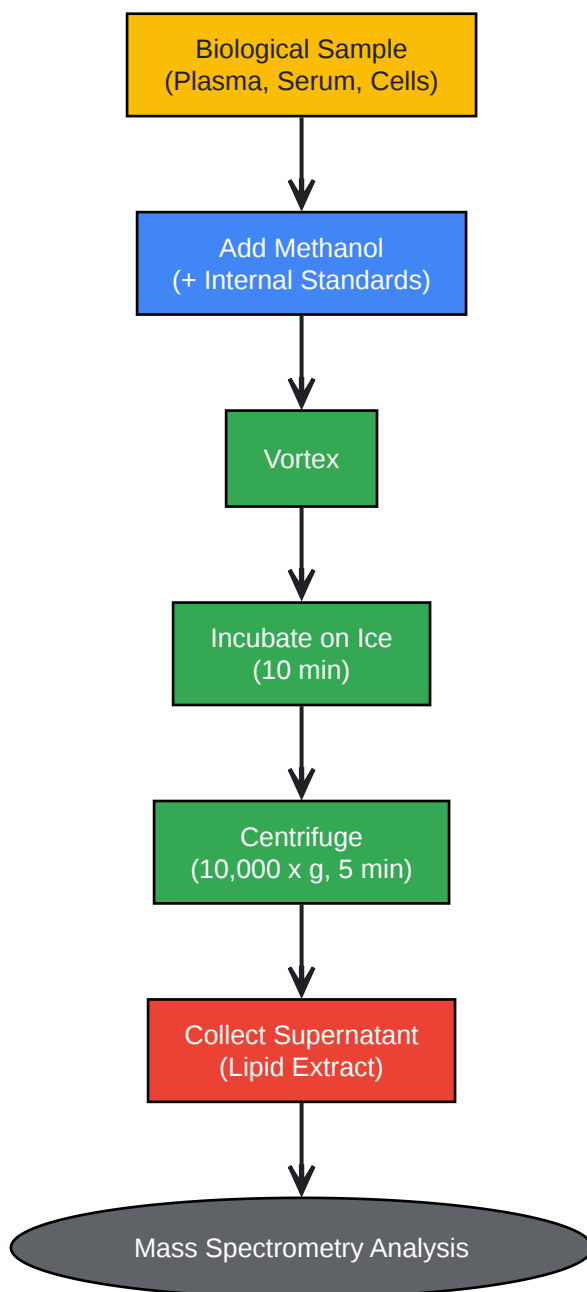 Biological Sample
(Plasma, Serum, Cells)
Add Methanol
(+ Internal Standards)
Vortex
Incubate on Ice
(10 min)
Centrifuge
(10,000 x g, 5 min)
Collect Supernatant
(Lipid Extract)
Mass Spectrometry Analysis